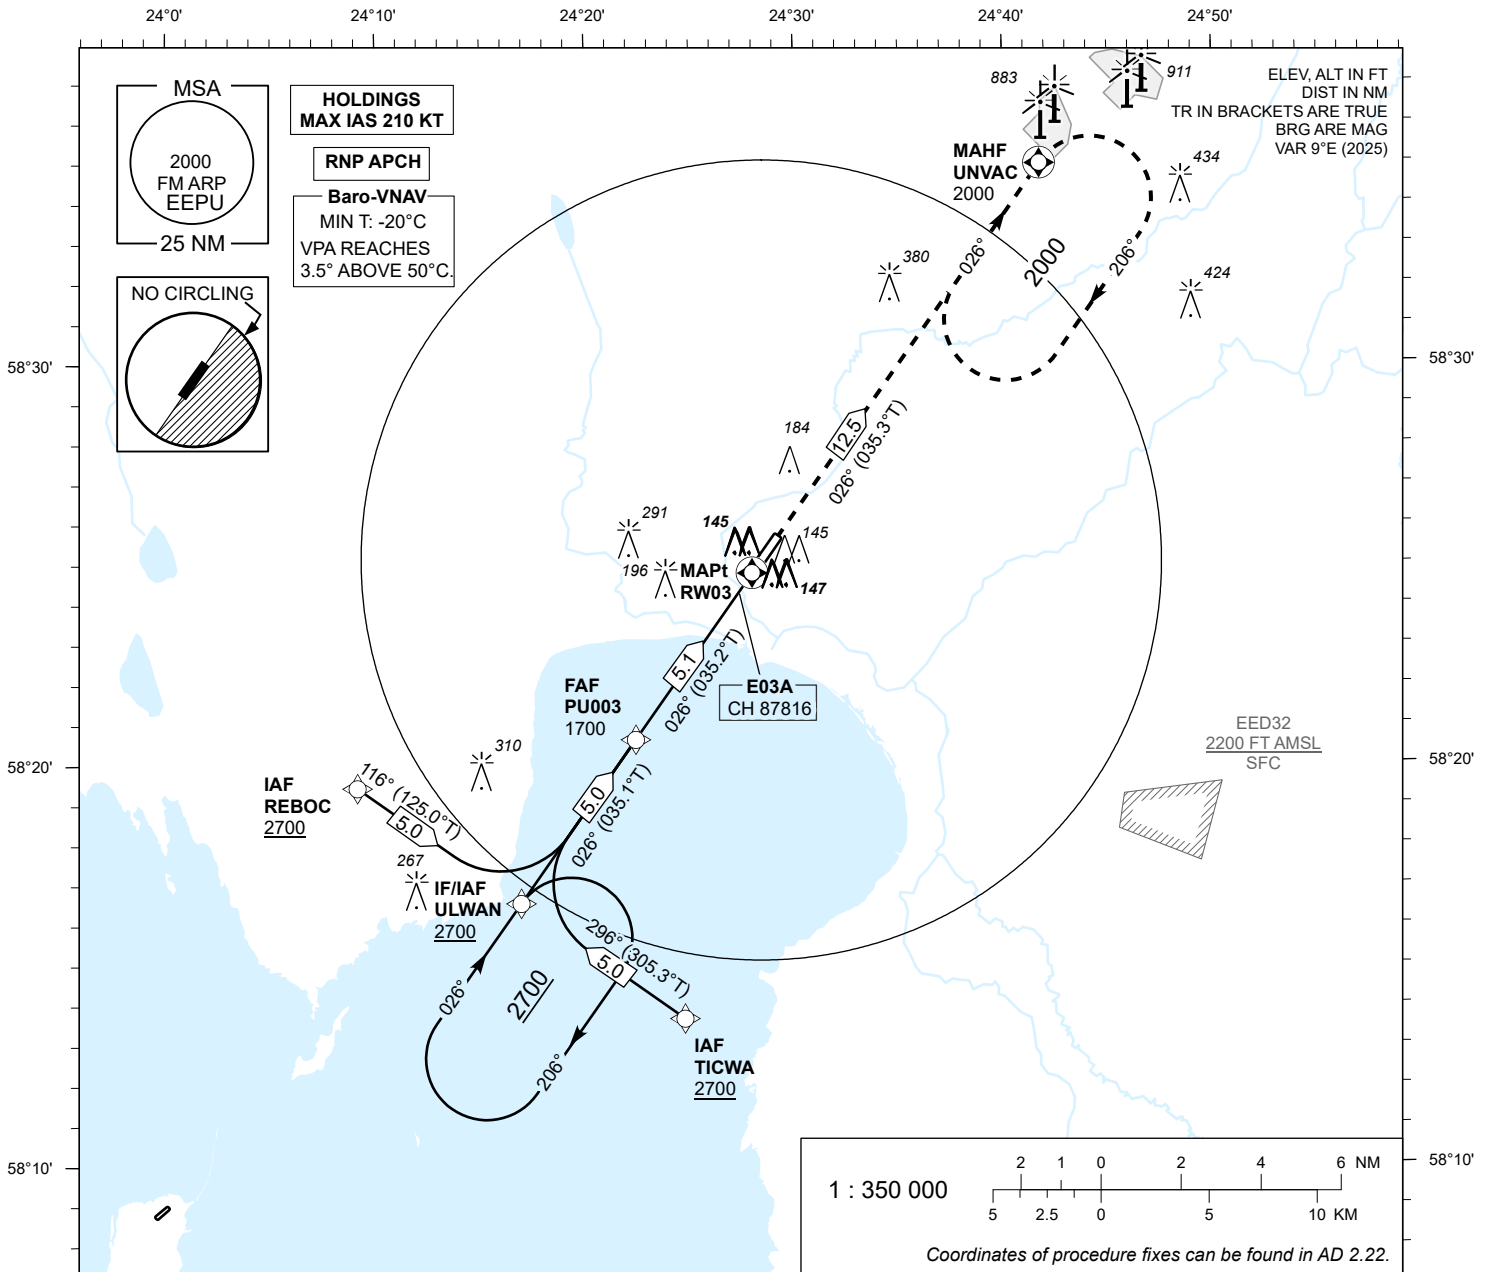 24°0'
24°10'
24°20'
24°30'
24°40'
24°50'
MSA
2000
FM ARP
EEPU
25 NM
HOLDINGS
MAX IAS 210 KT
RNP APCH
Baro-VNAV
MIN T: -20°C
VPA REACHES
3.5° ABOVE 50°C.
NO CIRCLING
ELEV, ALT IN FT
DIST IN NM
TR IN BRACKETS ARE TRUE
BRG ARE MAG
VAR 9°E (2025)
883
911
MAHF
UNVAC
2000
434
380
026°
2000
206°
424
58°30'
58°30'
12.5
026° (035.3°T)
184
291
145
145
196
MAPt
RW03
147
5.1
026° (035.2°T)
E03A
CH 87816
FAF
PU003
1700
EED32
2200 FT AMSL
SFC
310
58°20'
58°20'
IAF
REBOC
2700
116° (125.0°T)
5.0
5.0
026° (035.1°T)
267
IF/IAF
ULWAN
2700
296° (305.3°T)
5.0
026°
2700
206°
IAF
TICWA
2700
58°10'
58°10'
1 : 350 000
2 1 0 2 4 6 NM
5 2.5 0 5 10 KM
Coordinates of procedure fixes can be found in AD 2.22.